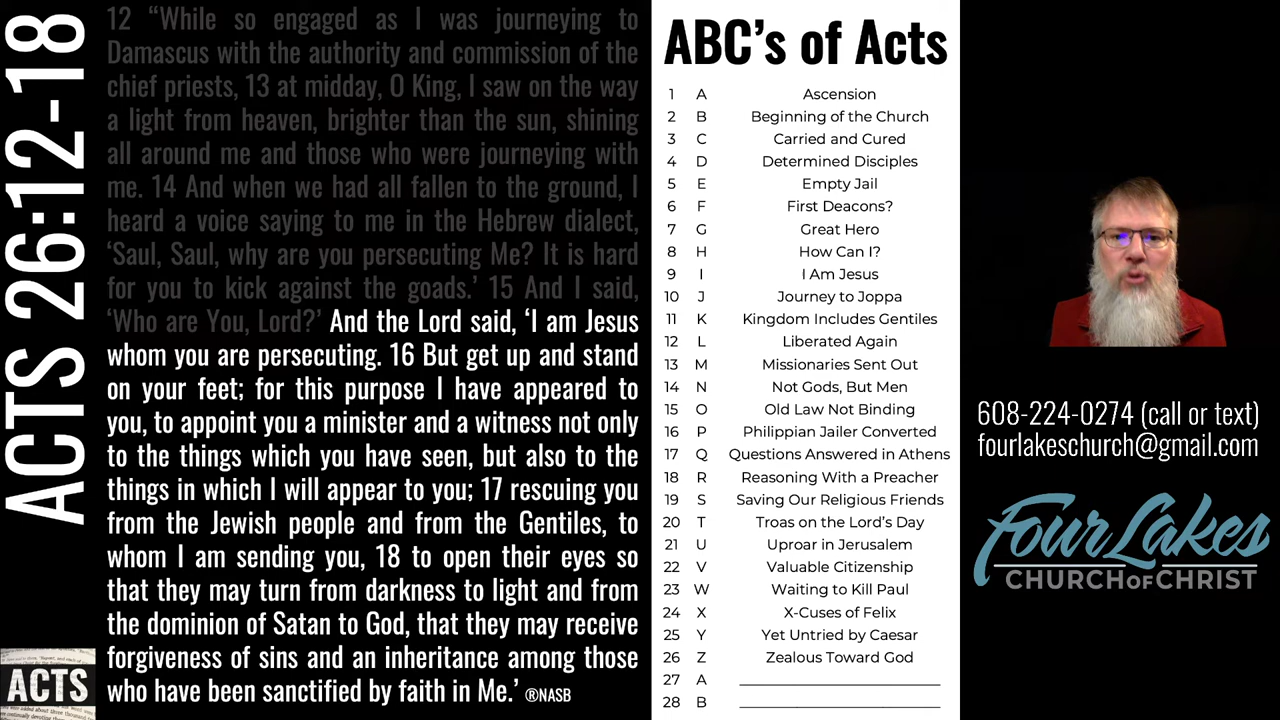 ACTS 26:12-18
12 “While so engaged as I was journeying to
Damascus with the authority and commission of the
chief priests, 13 at midday, O King, I saw on the way
a light from heaven, brighter than the sun, shining
all around me and those who were journeying with
me. 14 And when we had all fallen to the ground, I
heard a voice saying to me in the Hebrew dialect,
‘Saul, Saul, why are you persecuting Me? It is hard
for you to kick against the goads.’ 15 And I said,
‘Who are You, Lord?’ And the Lord said, ‘I am Jesus
whom you are persecuting. 16 But get up and stand
on your feet; for this purpose I have appeared to
you, to appoint you a minister and a witness not only
to the things which you have seen, but also to the
things in which I will appear to you; 17 rescuing you
from the Jewish people and from the Gentiles, to
whom I am sending you, 18 to open their eyes so
that they may turn from darkness to light and from
the dominion of Satan to God, that they may receive
forgiveness of sins and an inheritance among those
who have been sanctified by faith in Me.’ ®NASB
ACTS
ABC’s of Acts
1 A Ascension
2 B Beginning of the Church
3 C Carried and Cured
4 D Determined Disciples
5 E Empty Jail
6 F First Deacons?
7 G Great Hero
8 H How Can I?
9 I I Am Jesus
10 J Journey to Joppa
11 K Kingdom Includes Gentiles
12 L Liberated Again
13 M Missionaries Sent Out
14 N Not Gods, But Men
15 O Old Law Not Binding
16 P Philippian Jailer Converted
17 Q Questions Answered in Athens
18 R Reasoning With a Preacher
19 S Saving Our Religious Friends
20 T Troas on the Lord’s Day
21 U Uproar in Jerusalem
22 V Valuable Citizenship
23 W Waiting to Kill Paul
24 X X-Cuses of Felix
25 Y Yet Untried by Caesar
26 Z Zealous Toward God
27 A
28 B
608-224-0274 (call or text)
fourlakeschurch@gmail.com
Four Lakes
CHURCH OF CHRIST